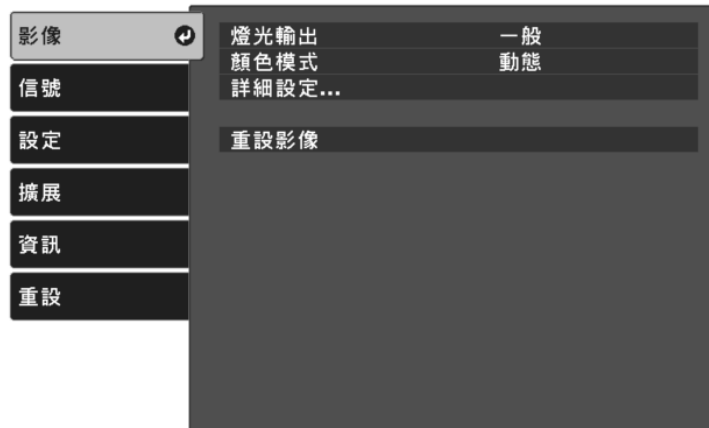 影像
信號
設定
擴展
資訊
重設
燈光輸出 一般
顏色模式 動態
詳細設定...
重設影像